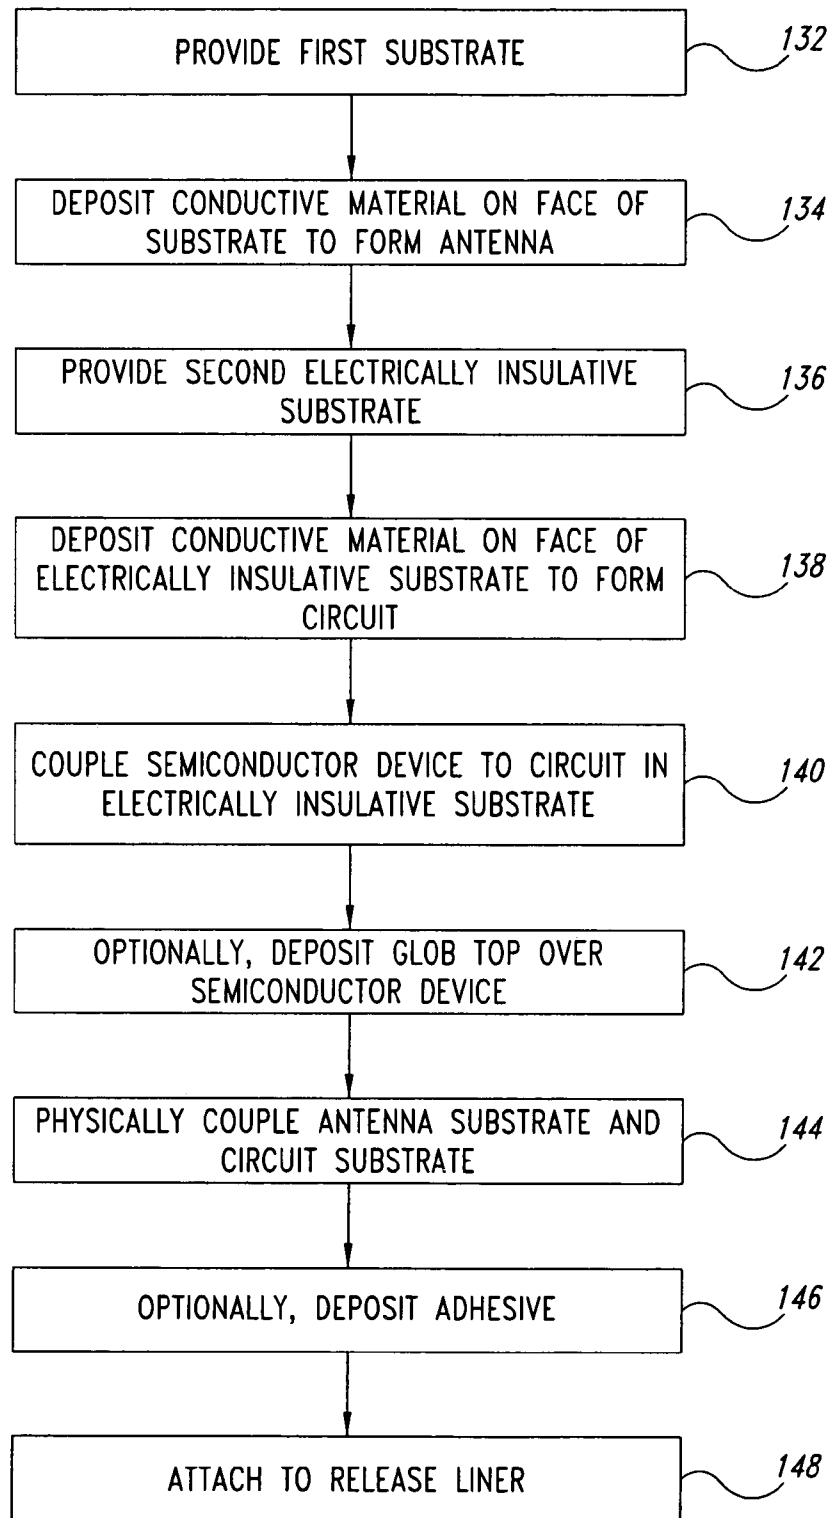 PROVIDE FIRST SUBSTRATE
132
DEPOSIT CONDUCTIVE MATERIAL ON FACE OF
SUBSTRATE TO FORM ANTENNA
134
PROVIDE SECOND ELECTRICALLY INSULATIVE
SUBSTRATE
136
DEPOSIT CONDUCTIVE MATERIAL ON FACE OF
ELECTRICALLY INSULATIVE SUBSTRATE TO FORM
CIRCUIT
138
COUPLE SEMICONDUCTOR DEVICE TO CIRCUIT IN
ELECTRICALLY INSULATIVE SUBSTRATE
140
OPTIONALLY, DEPOSIT GLOB TOP OVER
SEMICONDUCTOR DEVICE
142
PHYSICALLY COUPLE ANTENNA SUBSTRATE AND
CIRCUIT SUBSTRATE
144
OPTIONALLY, DEPOSIT ADHESIVE
146
ATTACH TO RELEASE LINER
148